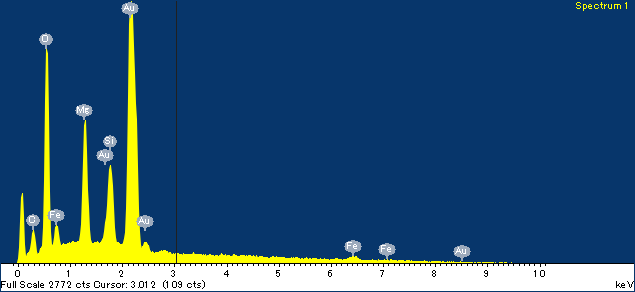 Spectrum 1
Au
O
Mg
Si
Au
Fe
C
Au
Fe
Fe
Au
0 1 2 3 4 5 6 7 8 9 10
Full Scale 2772 cts Cursor: 3.012 (109 cts) keV